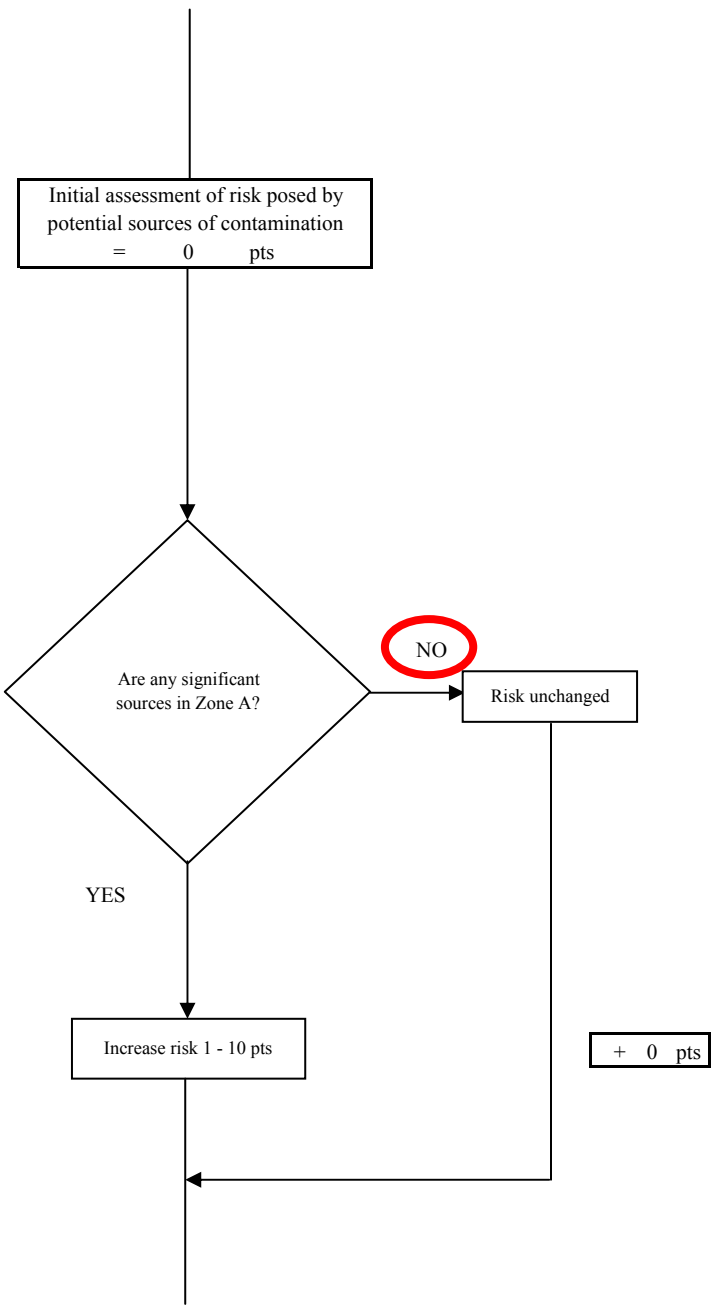 Initial assessment of risk posed by
potential sources of contamination
= 0 pts
Are any significant
sources in Zone A?
NO
Risk unchanged
YES
Increase risk 1 - 10 pts
+ 0 pts